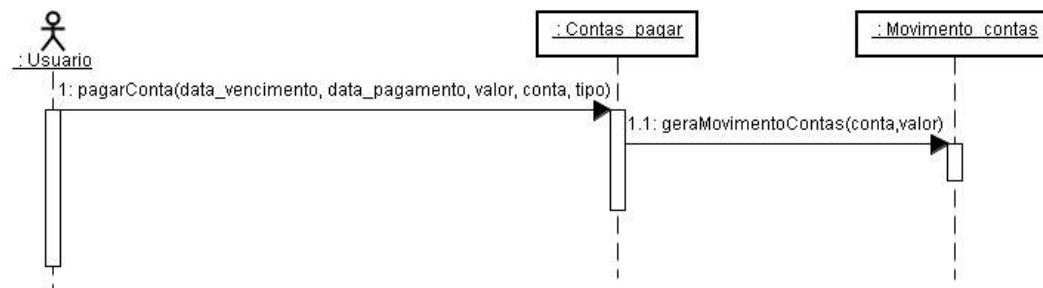 : Usuario
: Contas_pagar
: Movimento_contas
1: pagarConta(data_vencimento, data_pagamento, valor, conta, tipo)
1.1: geraMovimentoContas(conta,valor)